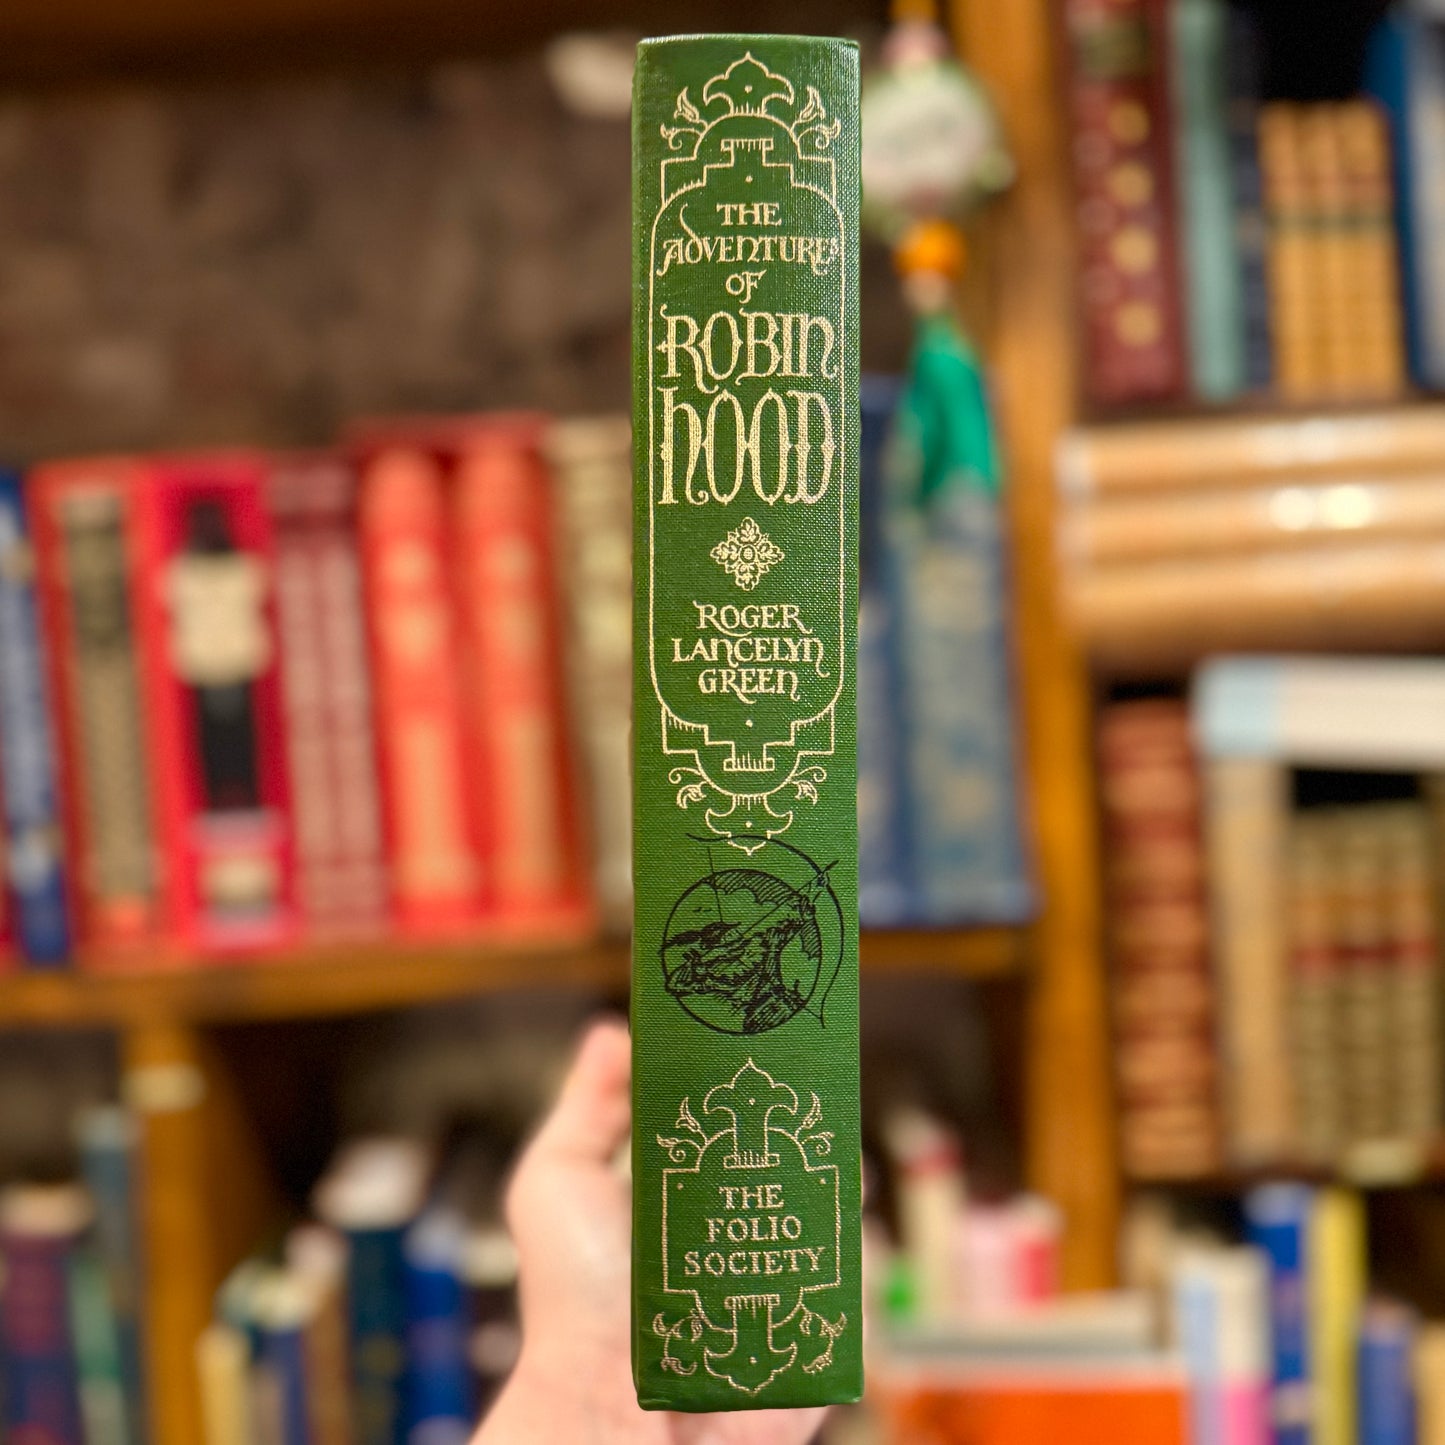 THE
ADVENTURES
OF
ROBIN
HOOD
ROGER
LANCELYN
GREEN
THE
FOLIO
SOCIETY